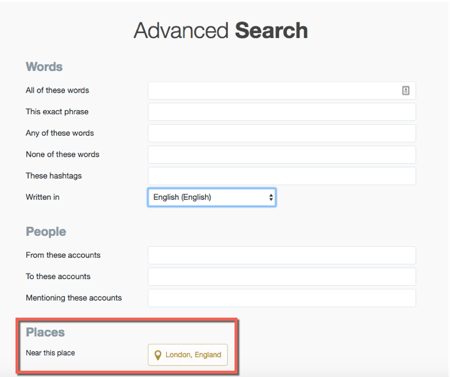 Advanced Search
Words
All of these words
This exact phrase
Any of these words
None of these words
These hashtags
Written in English (English)
People
From these accounts
To these accounts
Mentioning these accounts
Places
Near this place London, England